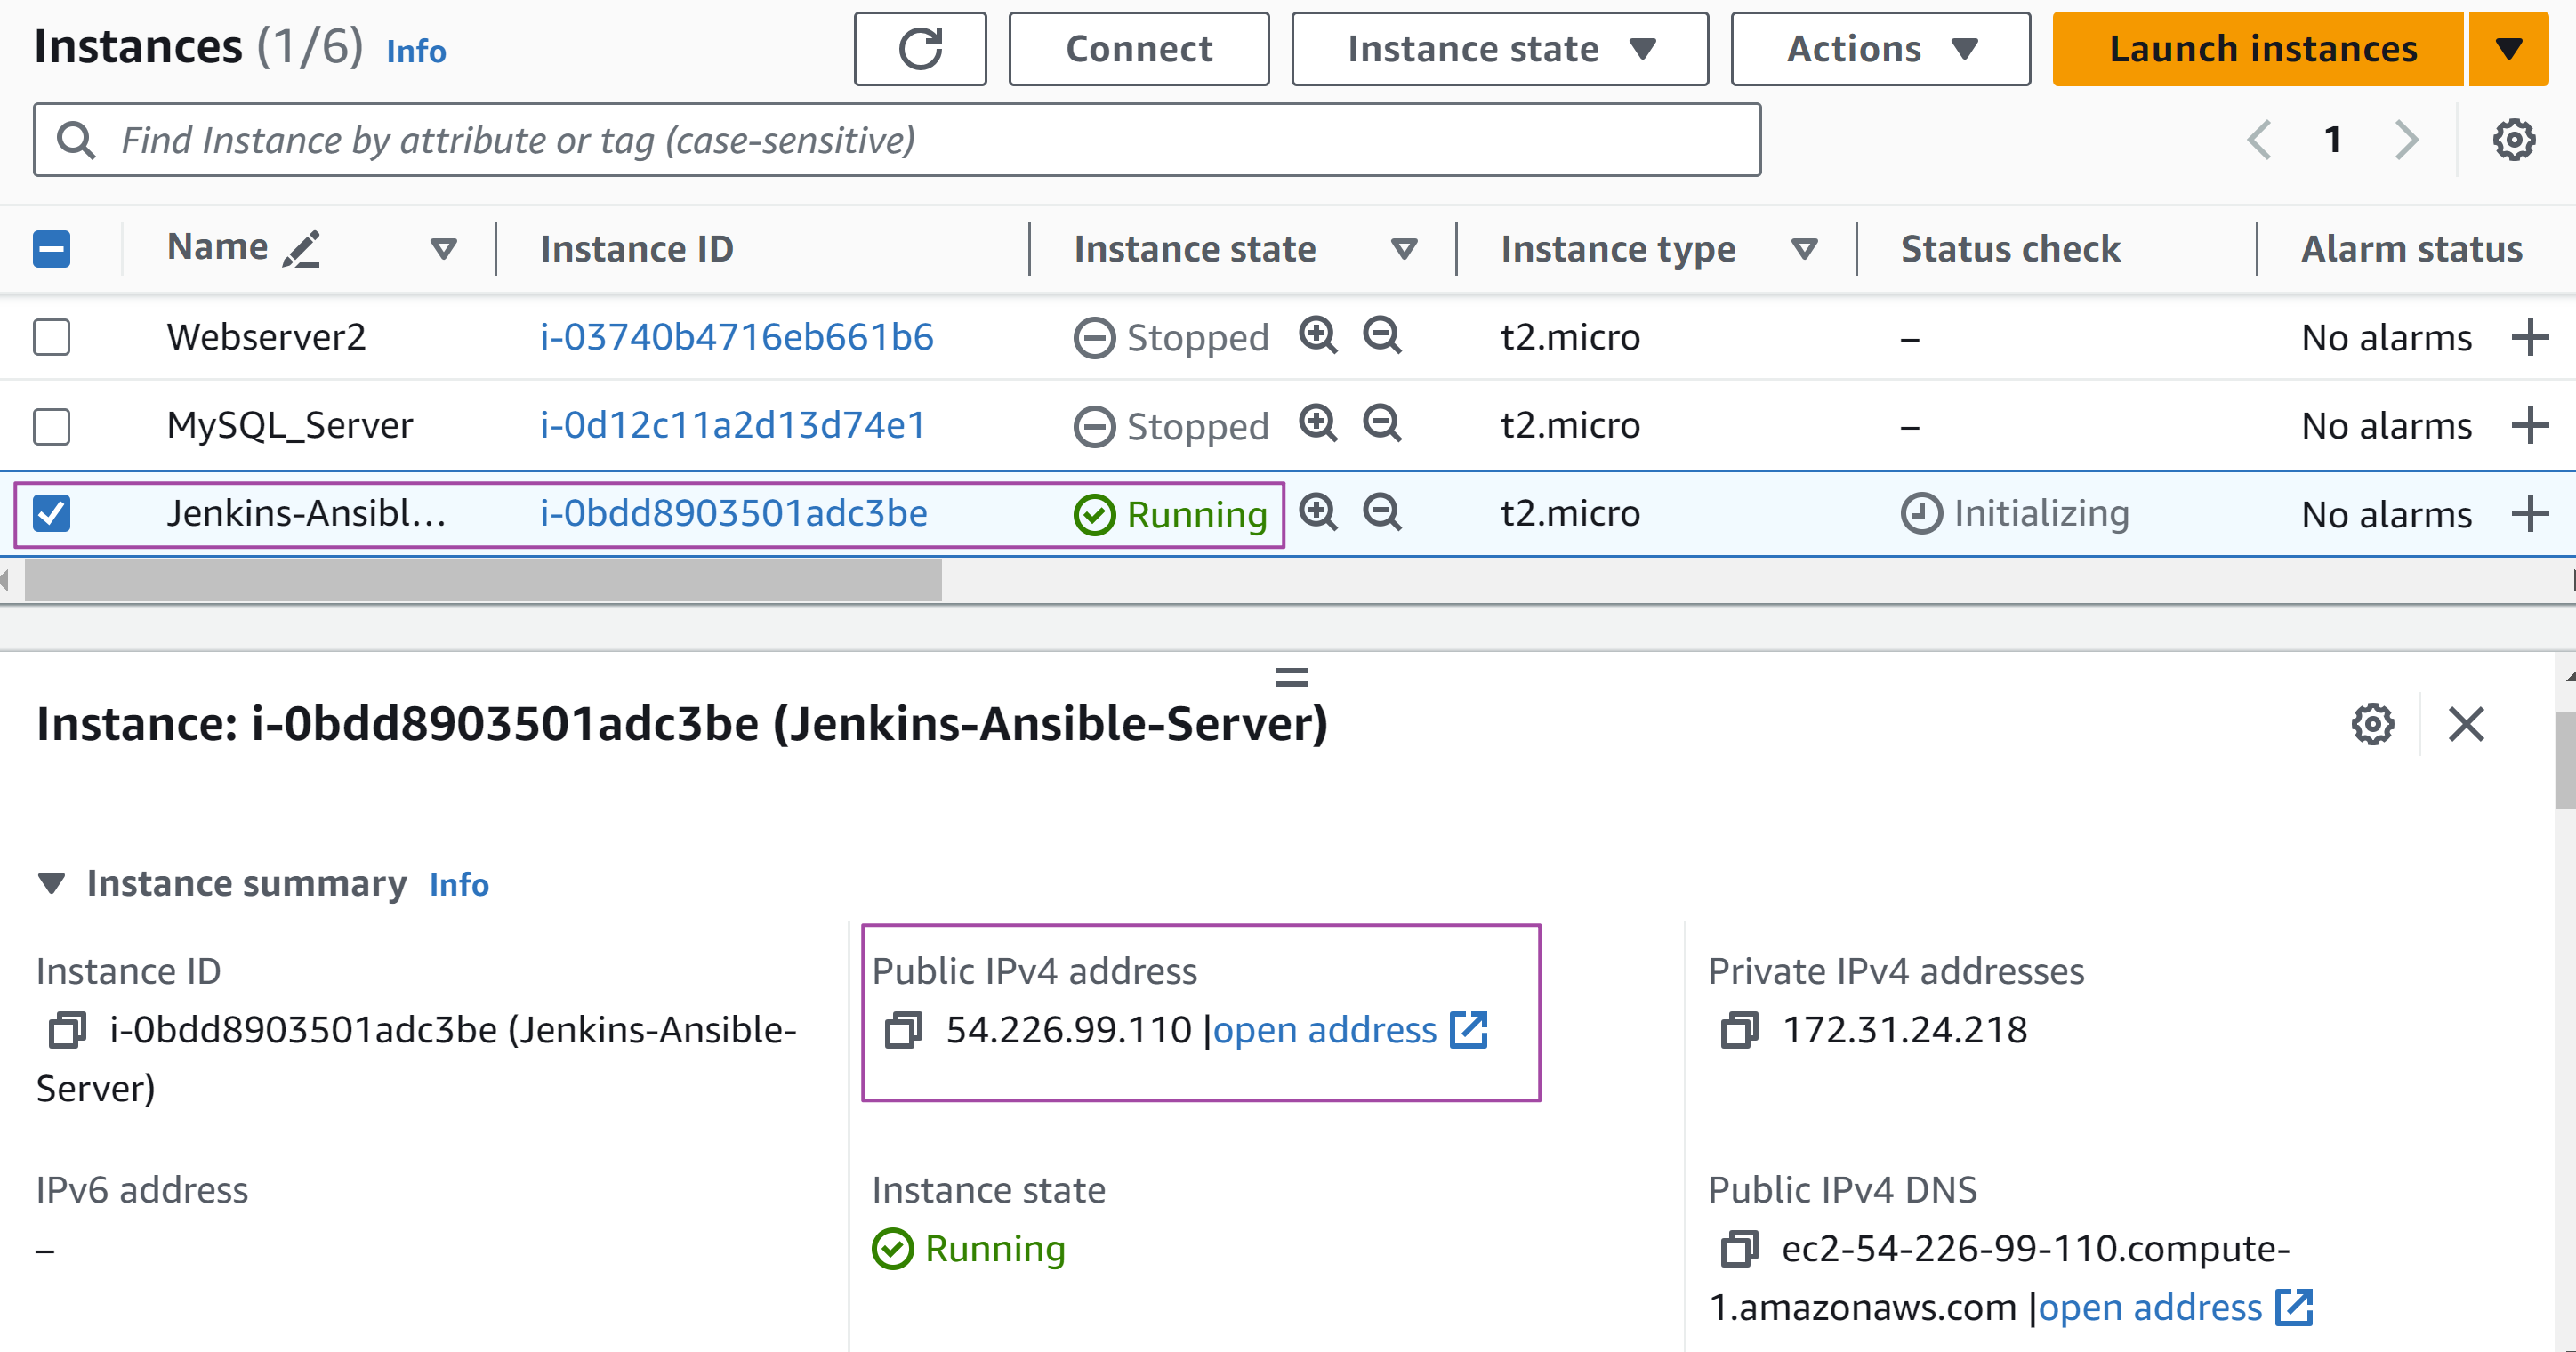 Instances (1/6) Info
Connect
Instance state
Actions
Launch instances
Find Instance by attribute or tag (case-sensitive)
1
Name Instance ID Instance state Instance type Status check Alarm status
Webserver2 i-03740b4716eb661b6 Stopped t2.micro – No alarms
MySQL_Server i-0d12c11a2d13d74e1 Stopped t2.micro – No alarms
Jenkins-Ansibl... i-0bdd8903501adc3be Running t2.micro Initializing No alarms
Instance: i-0bdd8903501adc3be (Jenkins-Ansible-Server)
Instance summary Info
Instance ID
i-0bdd8903501adc3be (Jenkins-Ansible-
Server)
Public IPv4 address
54.226.99.110 |open address
Private IPv4 addresses
172.31.24.218
IPv6 address
–
Instance state
Running
Public IPv4 DNS
ec2-54-226-99-110.compute-
1.amazonaws.com |open address